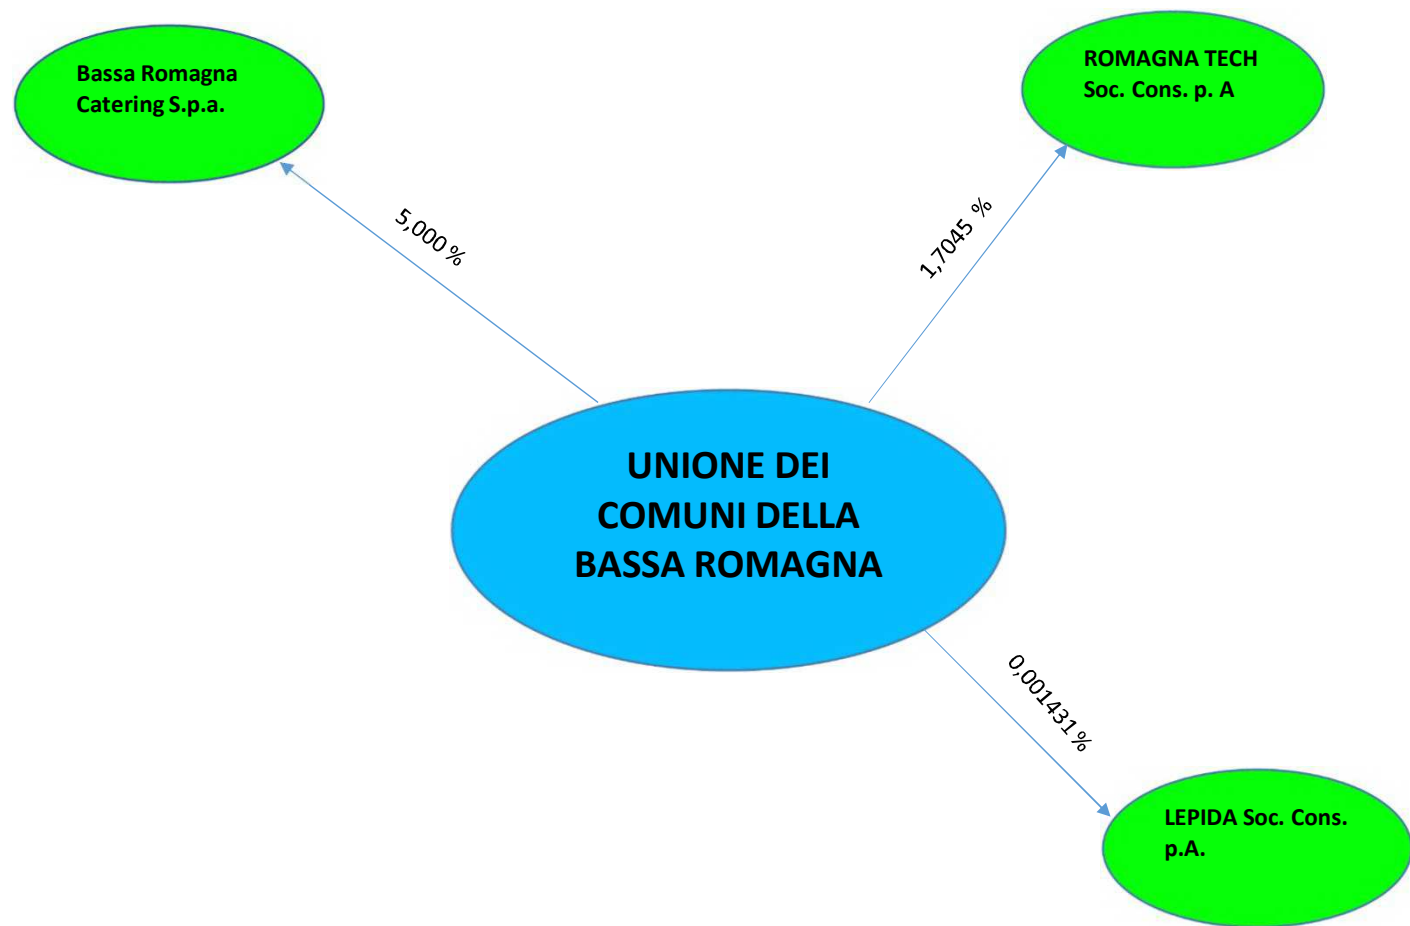 Bassa Romagna
Catering S.p.a.
ROMAGNA TECH
Soc. Cons. p. A
5,000 %
1,7045 %
UNIONE DEI
COMUNI DELLA
BASSA ROMAGNA
0,001431 %
LEPIDA Soc. Cons.
p.A.